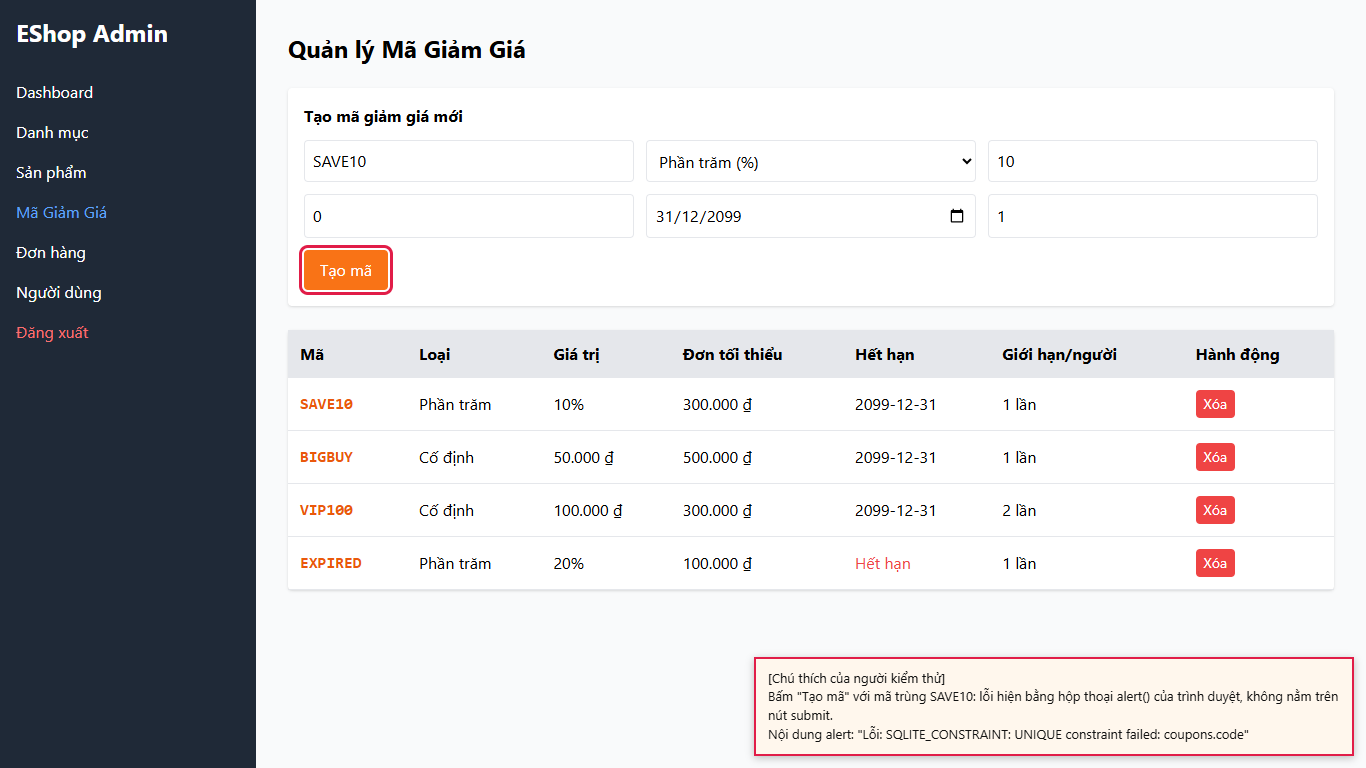 EShop Admin
Dashboard
Danh mục
Sản phẩm
Mã Giảm Giá
Đơn hàng
Người dùng
Đăng xuất
Quản lý Mã Giảm Giá
Tạo mã giảm giá mới
SAVE10 Phần trăm (%) 10
0 31/12/2099 1
Tạo mã
Mã Loại Giá trị Đơn tối thiểu Hết hạn Giới hạn/người Hành động
SAVE10 Phần trăm 10% 300.000 ₫ 2099-12-31 1 lần Xóa
BIGBUY Cố định 50.000 ₫ 500.000 ₫ 2099-12-31 1 lần Xóa
VIP100 Cố định 100.000 ₫ 300.000 ₫ 2099-12-31 2 lần Xóa
EXPIRED Phần trăm 20% 100.000 ₫ Hết hạn 1 lần Xóa
[Chú thích của người kiểm thử]
Bấm "Tạo mã" với mã trùng SAVE10: lỗi hiện bằng hộp thoại alert() của trình duyệt, không nằm trên
nút submit.
Nội dung alert: "Lỗi: SQLITE_CONSTRAINT: UNIQUE constraint failed: coupons.code"